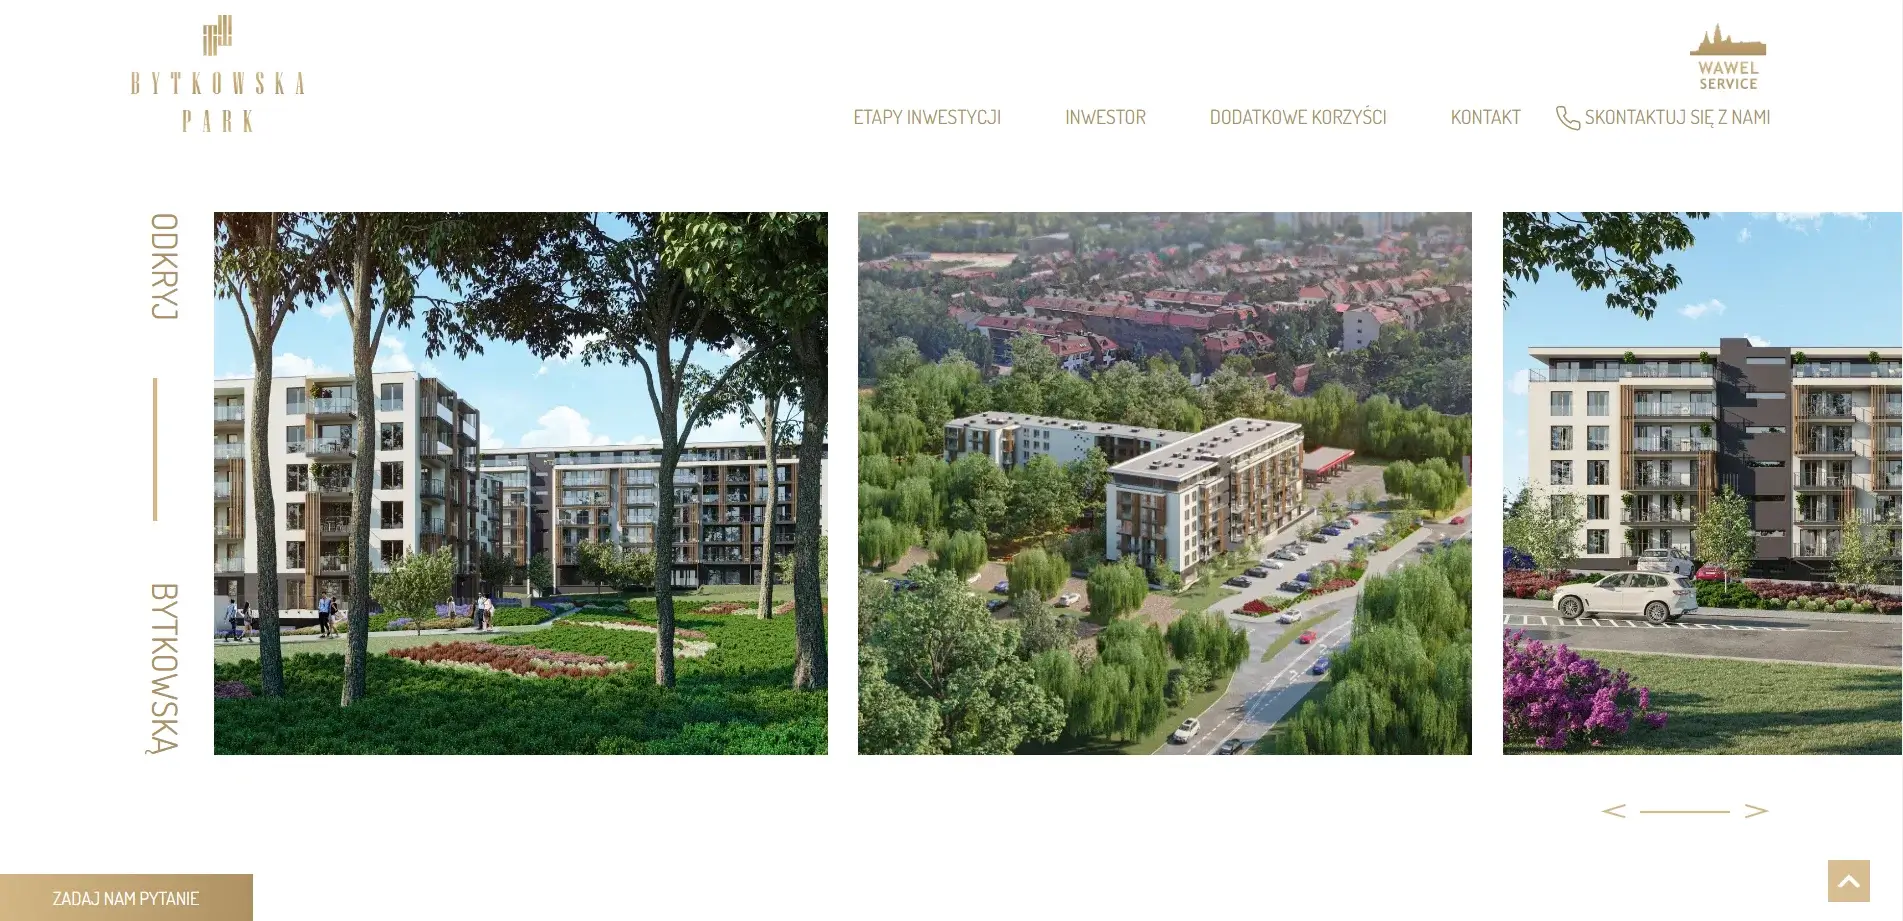 BYTKOWSKA
PARK
WAWEL
SERVICE
ETAPY INWESTYCJI
INWESTOR
DODATKOWE KORZYŚCI
KONTAKT
SKONTAKTUJ SIĘ Z NAMI
ODKRYJ
BYTKOWSKĄ
ZADAJ NAM PYTANIE